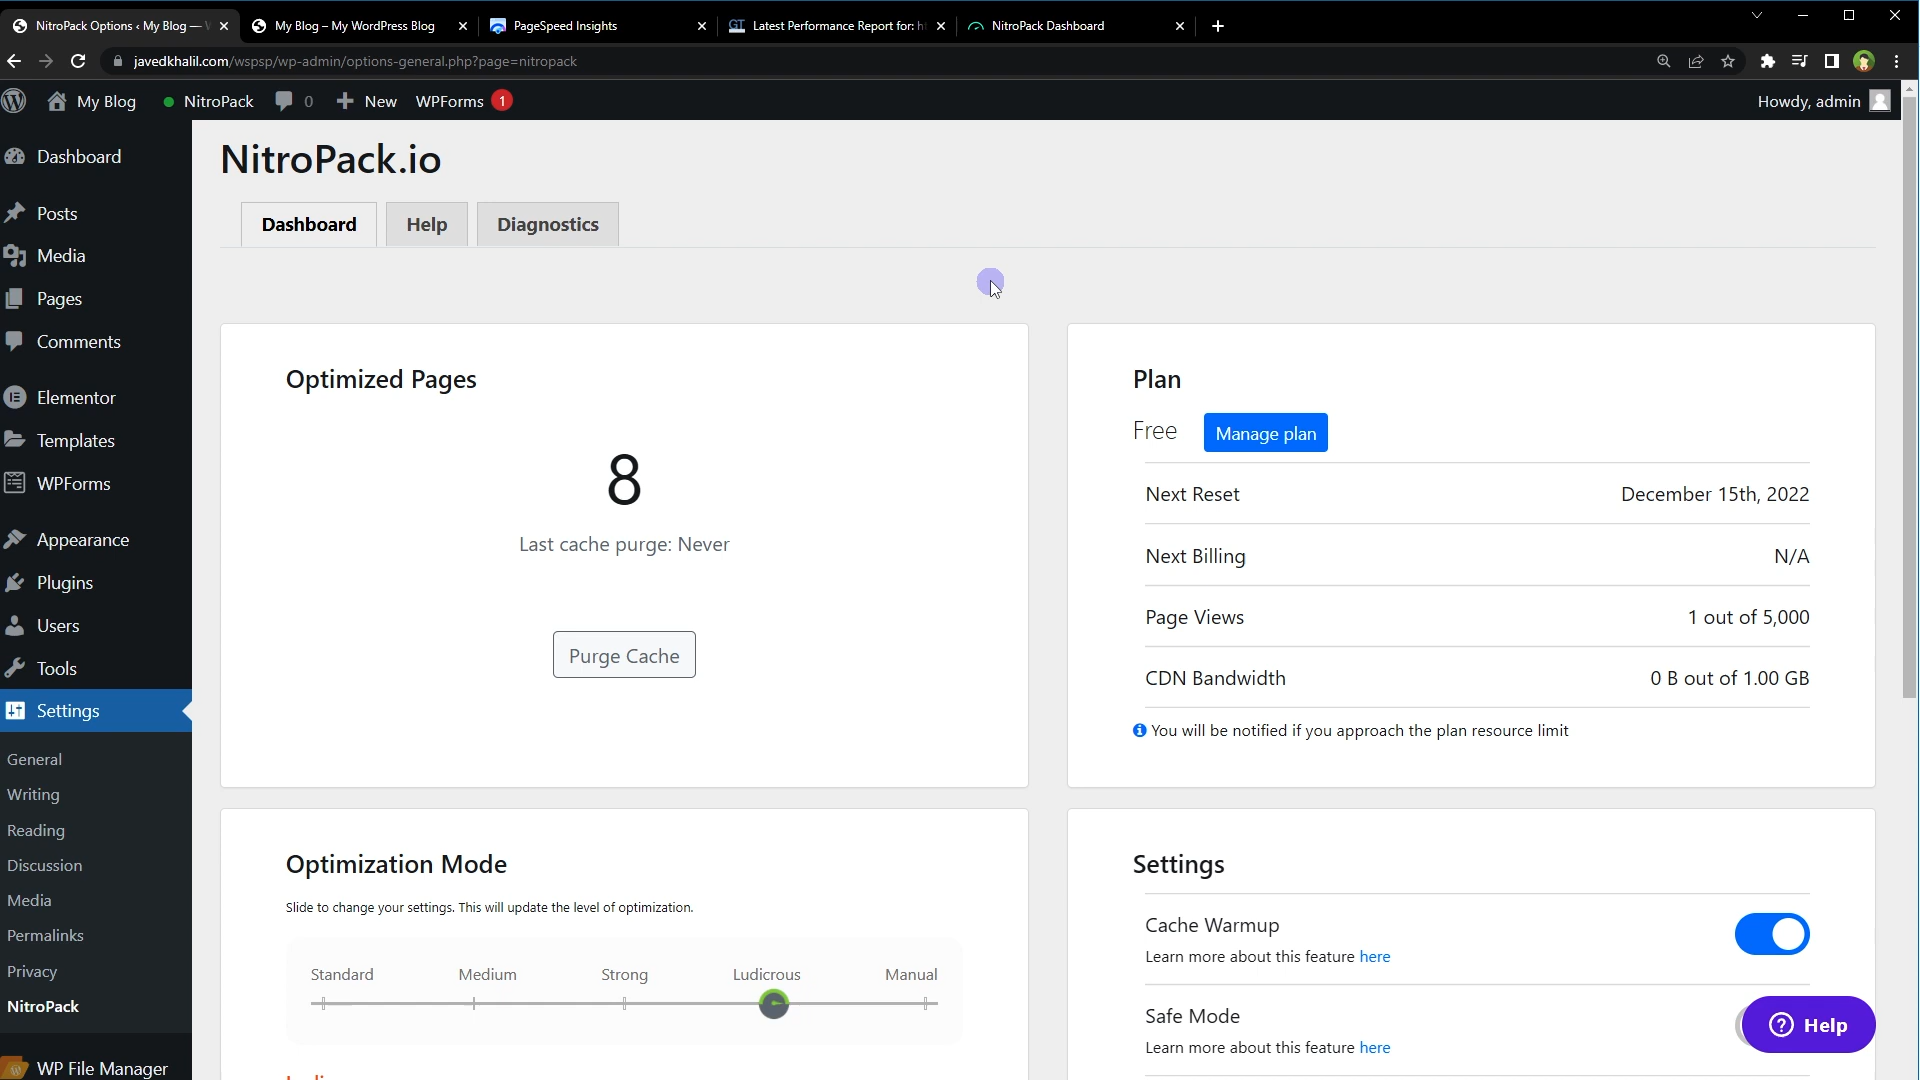 NitroPack Options ‹ My Blog —
My Blog – My WordPress Blog
PageSpeed Insights
GT Latest Performance Report for: h
NitroPack Dashboard
javedkhalil.com/wspsp/wp-admin/options-general.php?page=nitropack
My Blog
NitroPack
0
New
WPForms 1
Howdy, admin
Dashboard
Posts
Media
Pages
Comments
Elementor
Templates
WPForms
Appearance
Plugins
Users
Tools
Settings
General
Writing
Reading
Discussion
Media
Permalinks
Privacy
NitroPack
WP File Manager
NitroPack.io
Dashboard
Help
Diagnostics
Optimized Pages
8
Last cache purge: Never
Purge Cache
Plan
Free
Manage plan
Next Reset December 15th, 2022
Next Billing N/A
Page Views 1 out of 5,000
CDN Bandwidth 0 B out of 1.00 GB
You will be notified if you approach the plan resource limit
Optimization Mode
Slide to change your settings. This will update the level of optimization.
Standard Medium Strong Ludicrous Manual
Settings
Cache Warmup
Learn more about this feature here
Safe Mode
Learn more about this feature here
Help